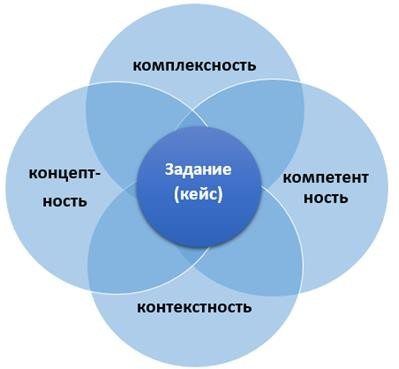 комплексность
концепт-
ность
Задание
(кейс)
компетент
ность
контекстность